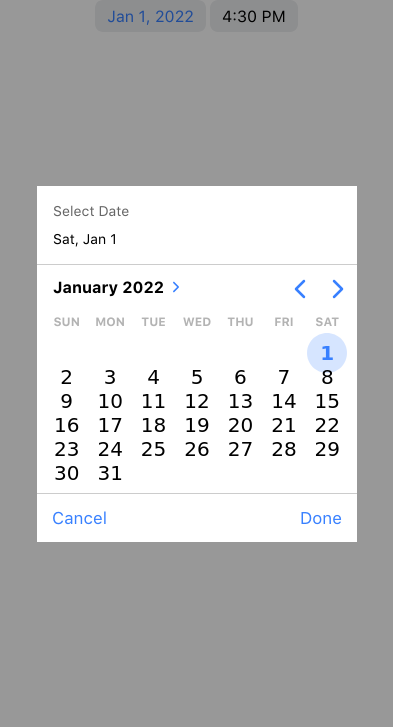 Jan 1, 2022 4:30 PM
Select Date
Sat, Jan 1
January 2022
SUN MON TUE WED THU FRI SAT
1
2 3 4 5 6 7 8
9 10 11 12 13 14 15
16 17 18 19 20 21 22
23 24 25 26 27 28 29
30 31
Cancel Done